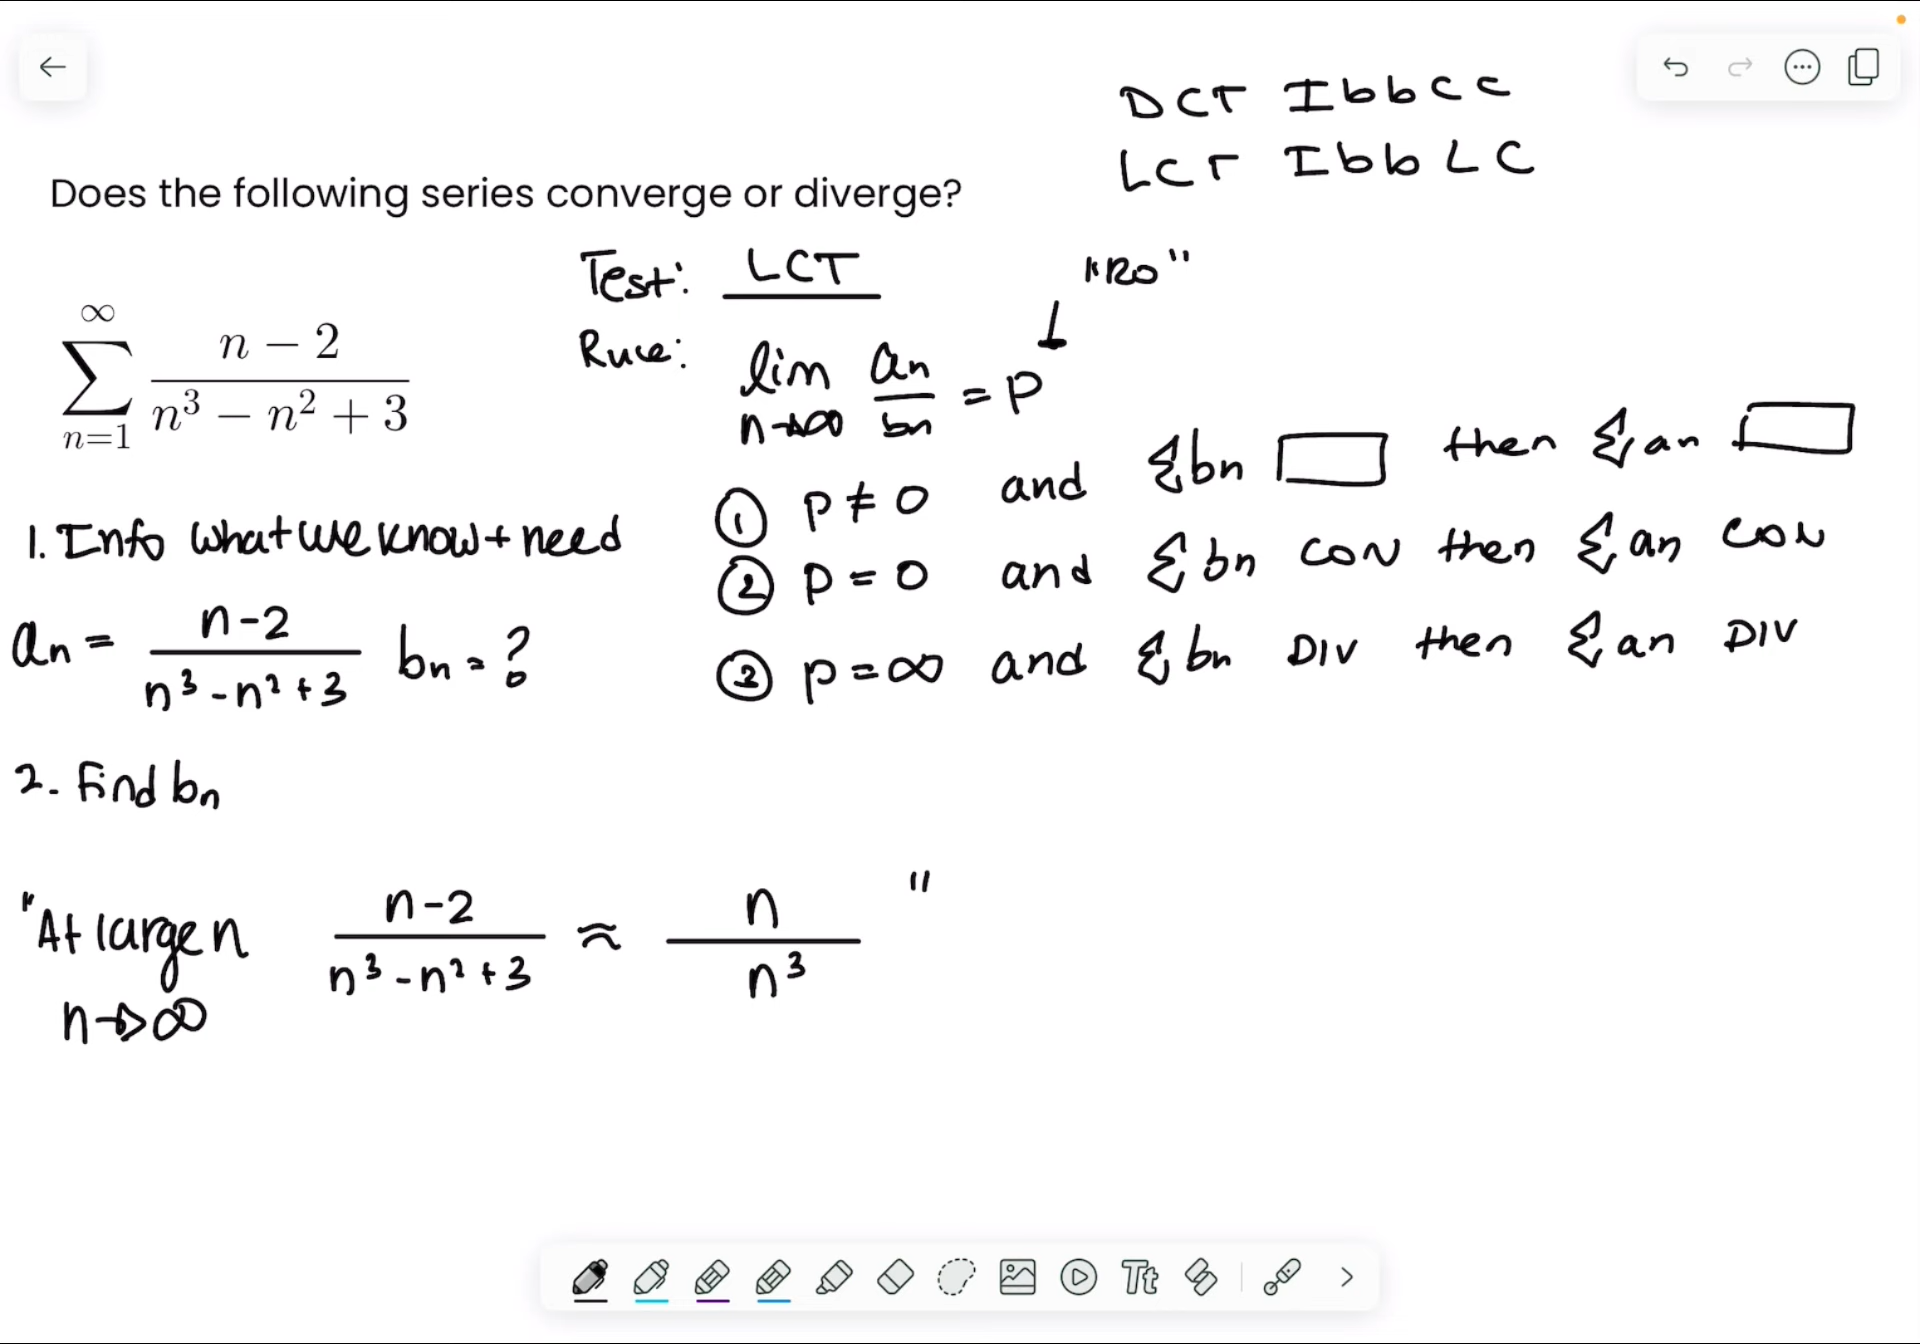 DCT IbbCC
LCT IbbLC
Does the following series converge or diverge?
Test: LCT
"RO"
Rule: lim n→∞ an/bn = p
∞ ∑ n=1 n − 2 / n³ − n² + 3
① p ≠ 0 and ∑bn then ∑an
1. Info what we know + need
② p = 0 and ∑bn CON then ∑an CON
an = n-2 / n³-n²+3 bn = ?
③ p = ∞ and ∑bn DIV then ∑an DIV
2. Find bn
"At large n n-2 / n³-n²+3 ≈ n / n³ "
n→∞
Tt